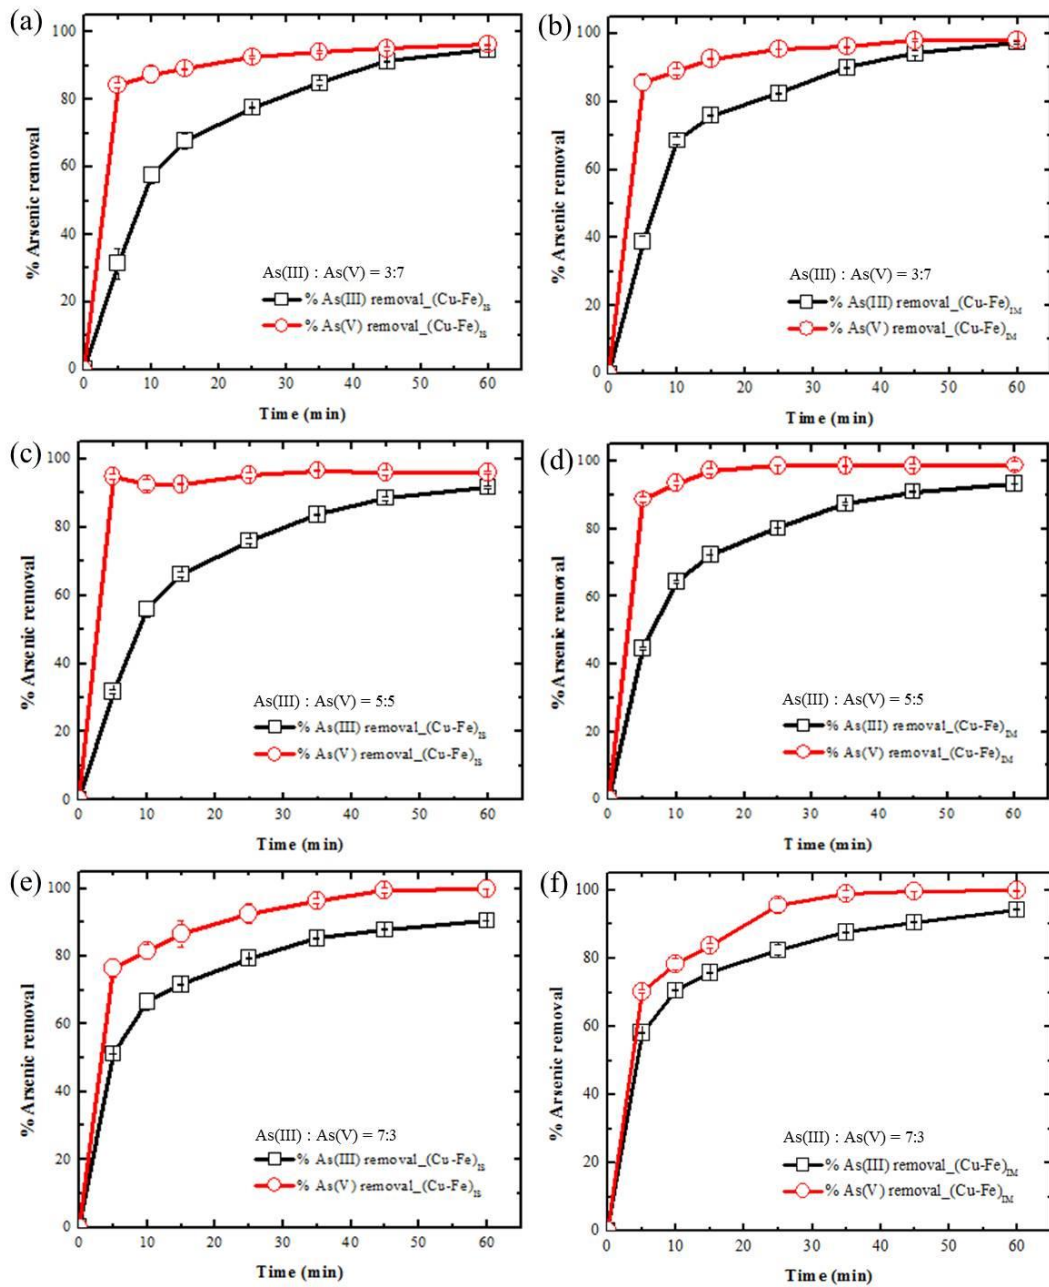 (a)
100
80
60
40
20
0
% Arsenic removal
As(III) : As(V) = 3:7
% As(III) removal_(Cu-Fe)IS
% As(V) removal_(Cu-Fe)IS
0 10 20 30 40 50 60
Time (min)
(b)
100
80
60
40
20
0
% Arsenic removal
As(III) : As(V) = 3:7
% As(III) removal_(Cu-Fe)IM
% As(V) removal_(Cu-Fe)IM
0 10 20 30 40 50 60
Time (min)
(c)
100
80
60
40
20
0
% Arsenic removal
As(III) : As(V) = 5:5
% As(III) removal_(Cu-Fe)IS
% As(V) removal_(Cu-Fe)IS
0 10 20 30 40 50 60
Time (min)
(d)
100
80
60
40
20
0
% Arsenic removal
As(III) : As(V) = 5:5
% As(III) removal_(Cu-Fe)IM
% As(V) removal_(Cu-Fe)IM
0 10 20 30 40 50 60
Time (min)
(e)
100
80
60
40
20
0
% Arsenic removal
As(III) : As(V) = 7:3
% As(III) removal_(Cu-Fe)IS
% As(V) removal_(Cu-Fe)IS
0 10 20 30 40 50 60
Time (min)
(f)
100
80
60
40
20
0
% Arsenic removal
As(III) : As(V) = 7:3
% As(III) removal_(Cu-Fe)IM
% As(V) removal_(Cu-Fe)IM
0 10 20 30 40 50 60
Time (min)